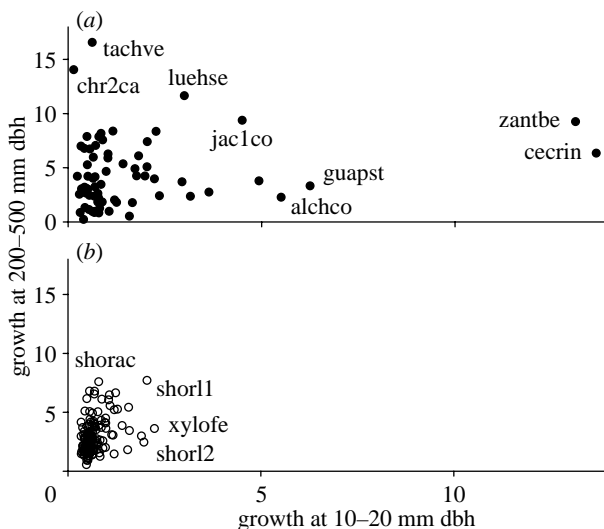 (a)
15
10
5
0
tachve
chr2ca
luehse
jac1co
zantbe
cecrin
guapst
alchco
growth at 200–500 mm dbh
(b)
15
10
5
shorac
shorl1
xylofe
shorl2
0
5
10
growth at 10–20 mm dbh